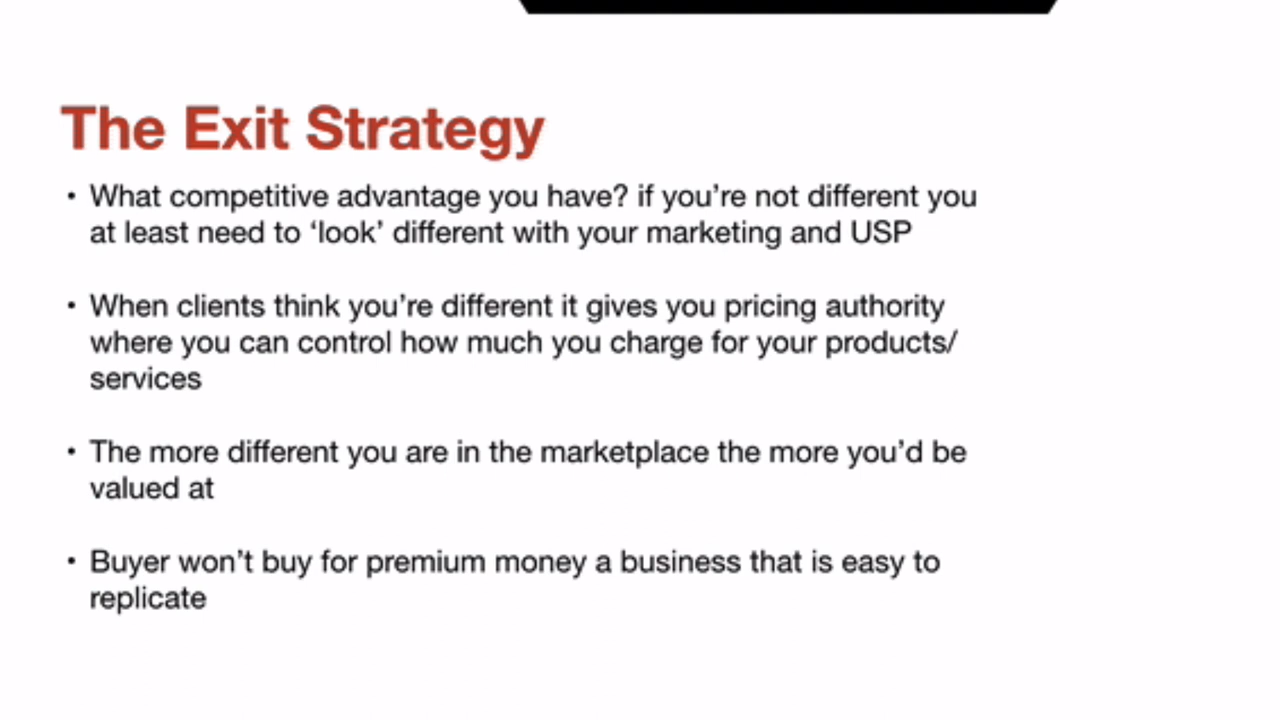 The Exit Strategy
• What competitive advantage you have? if you’re not different you
at least need to ‘look’ different with your marketing and USP
• When clients think you’re different it gives you pricing authority
where you can control how much you charge for your products/
services
• The more different you are in the marketplace the more you’d be
valued at
• Buyer won’t buy for premium money a business that is easy to
replicate